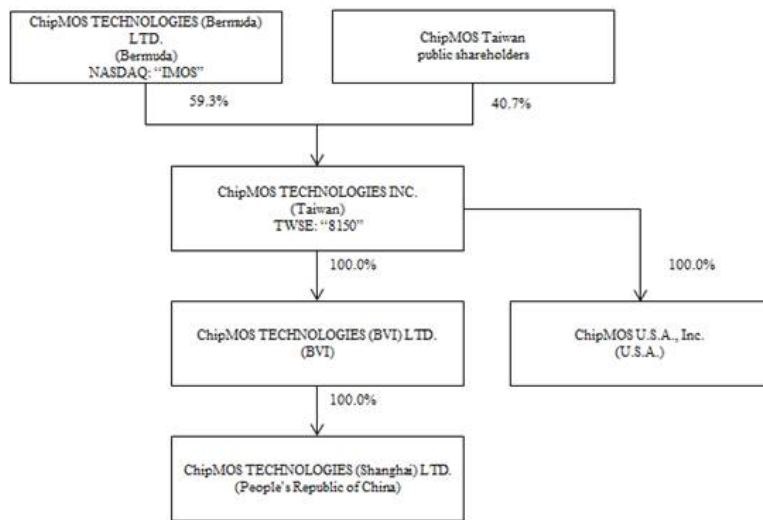 ChipMOS TECHNOLOGIES (Bermuda)
LTD.
(Bermuda)
NASDAQ: “IMOS”
ChipMOS Taiwan
public shareholders
59.3%
40.7%
ChipMOS TECHNOLOGIES INC.
(Taiwan)
TWSE: “8150”
100.0%
100.0%
ChipMOS TECHNOLOGIES (BVI) LTD.
(BVI)
ChipMOS U.S.A., Inc.
(U.S.A.)
100.0%
ChipMOS TECHNOLOGIES (Shanghai) LTD.
(People's Republic of China)